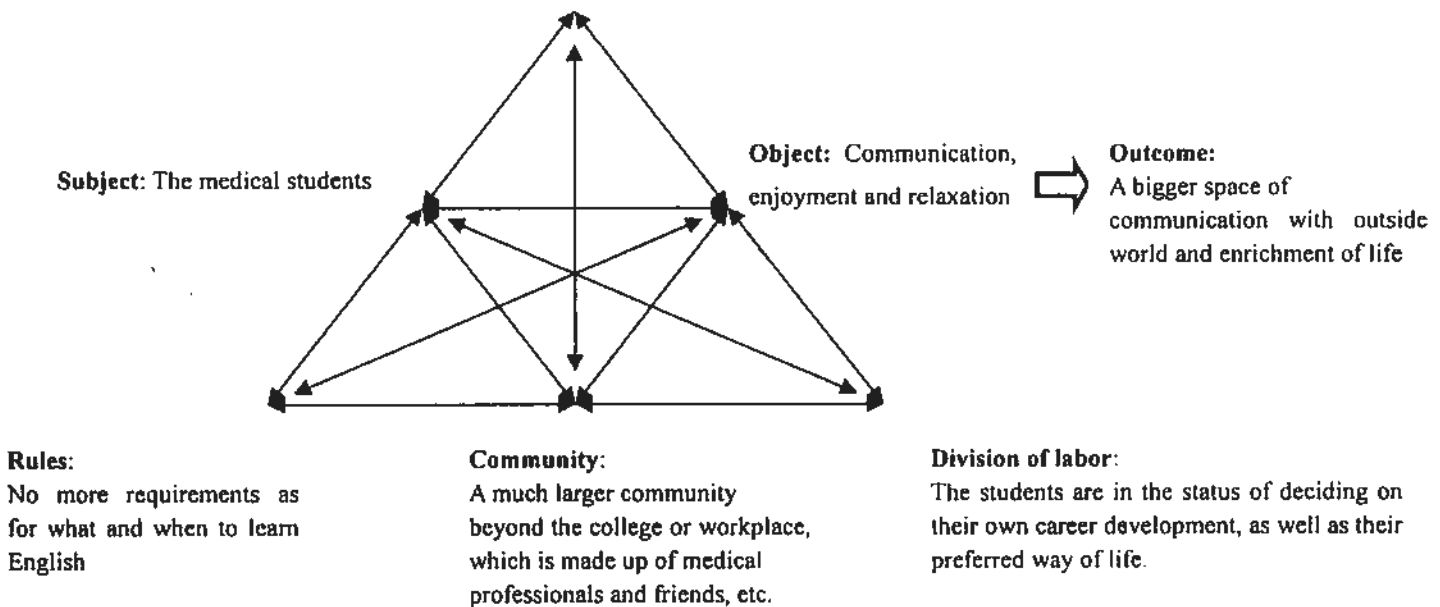 Subject: The medical students
Object: Communication,
enjoyment and relaxation
Outcome:
A bigger space of
communication with outside
world and enrichment of life
Rules:
No more requirements as
for what and when to learn
English
Community:
A much larger community
beyond the college or workplace,
which is made up of medical
professionals and friends, etc.
Division of labor:
The students are in the status of deciding on
their own career development, as well as their
preferred way of life.